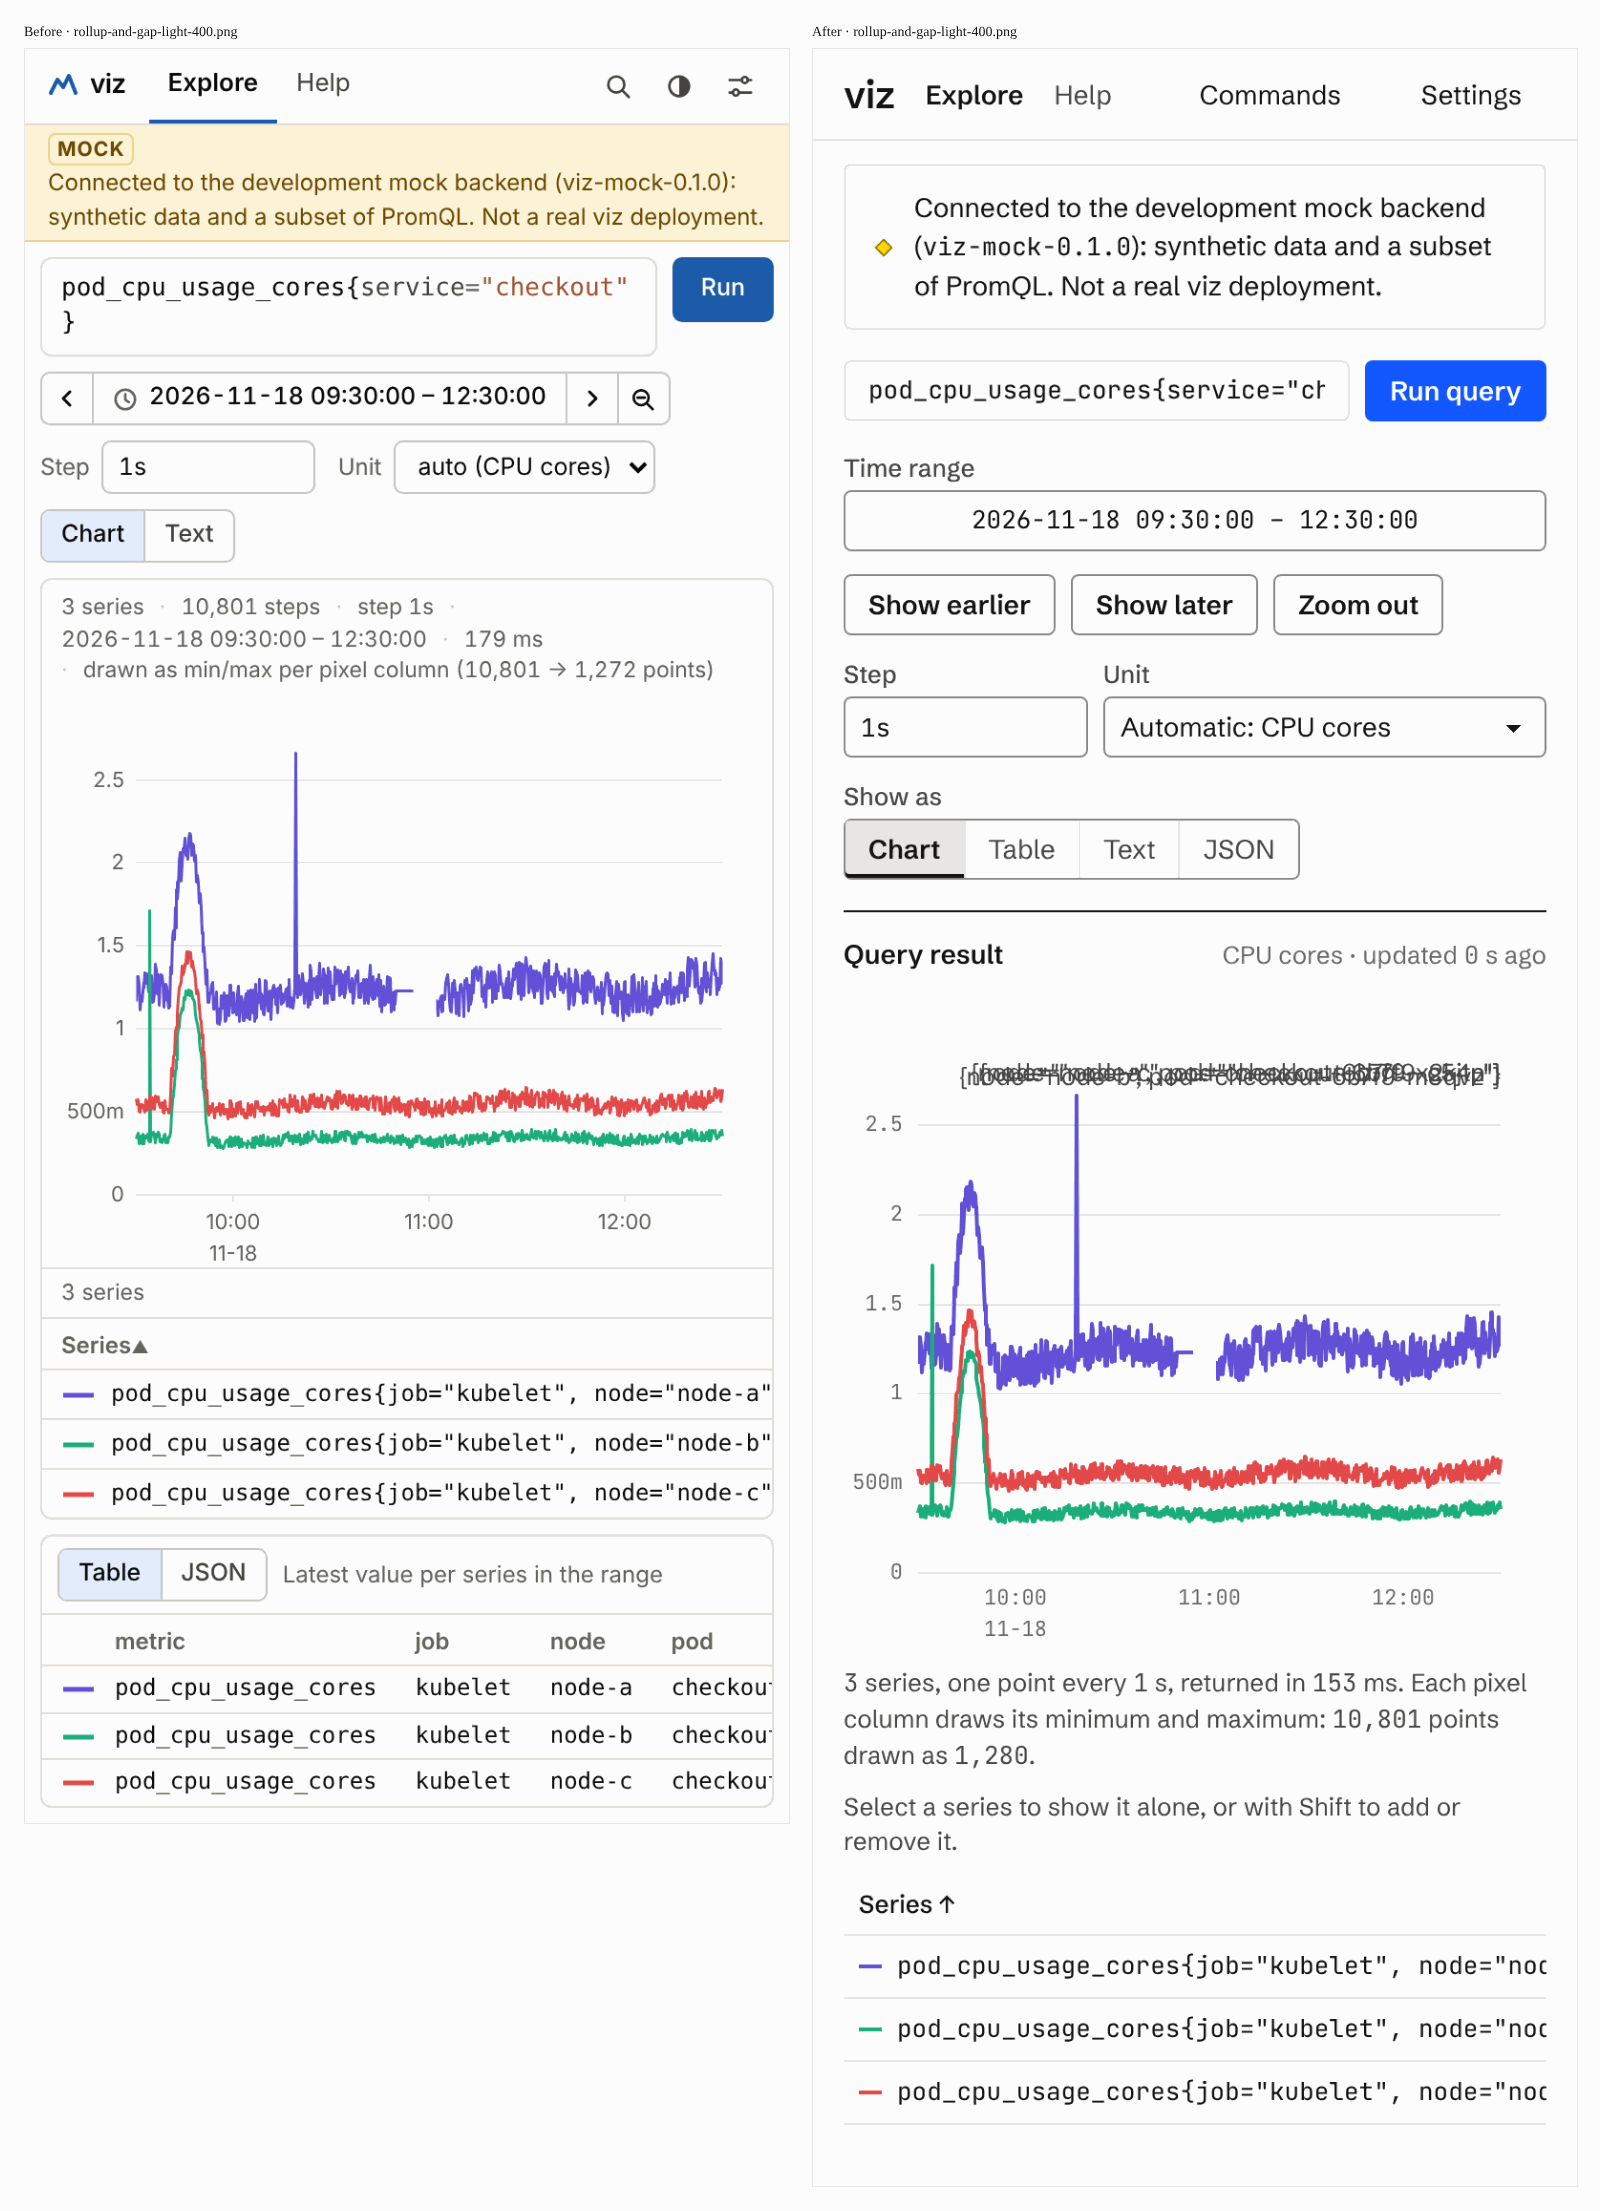 Before · rollup-and-gap-light-400.png
viz Explore Help
MOCK
Connected to the development mock backend (viz-mock-0.1.0):
synthetic data and a subset of PromQL. Not a real viz deployment.
pod_cpu_usage_cores{service="checkout"
}
Run
2026-11-18 09:30:00 – 12:30:00
Step 1s Unit auto (CPU cores)
Chart Text
3 series · 10,801 steps · step 1s ·
2026-11-18 09:30:00 – 12:30:00 · 179 ms
· drawn as min/max per pixel column (10,801 → 1,272 points)
2.5
2
1.5
1
500m
0
10:00 11:00 12:00
11-18
3 series
Series▲
pod_cpu_usage_cores{job="kubelet", node="node-a"
pod_cpu_usage_cores{job="kubelet", node="node-b"
pod_cpu_usage_cores{job="kubelet", node="node-c"
Table JSON Latest value per series in the range
metric job node pod
pod_cpu_usage_cores kubelet node-a checkout
pod_cpu_usage_cores kubelet node-b checkout
pod_cpu_usage_cores kubelet node-c checkout
After · rollup-and-gap-light-400.png
viz Explore Help Commands Settings
Connected to the development mock backend
(viz-mock-0.1.0): synthetic data and a subset
of PromQL. Not a real viz deployment.
pod_cpu_usage_cores{service="ch
Run query
Time range
2026-11-18 09:30:00 – 12:30:00
Show earlier Show later Zoom out
Step Unit
1s Automatic: CPU cores
Show as
Chart Table Text JSON
Query result CPU cores · updated 0 s ago
2.5
2
1.5
1
500m
0
10:00 11:00 12:00
11-18
3 series, one point every 1 s, returned in 153 ms. Each pixel
column draws its minimum and maximum: 10,801 points
drawn as 1,280.
Select a series to show it alone, or with Shift to add or
remove it.
Series ↑
pod_cpu_usage_cores{job="kubelet", node="nod
pod_cpu_usage_cores{job="kubelet", node="nod
pod_cpu_usage_cores{job="kubelet", node="nod